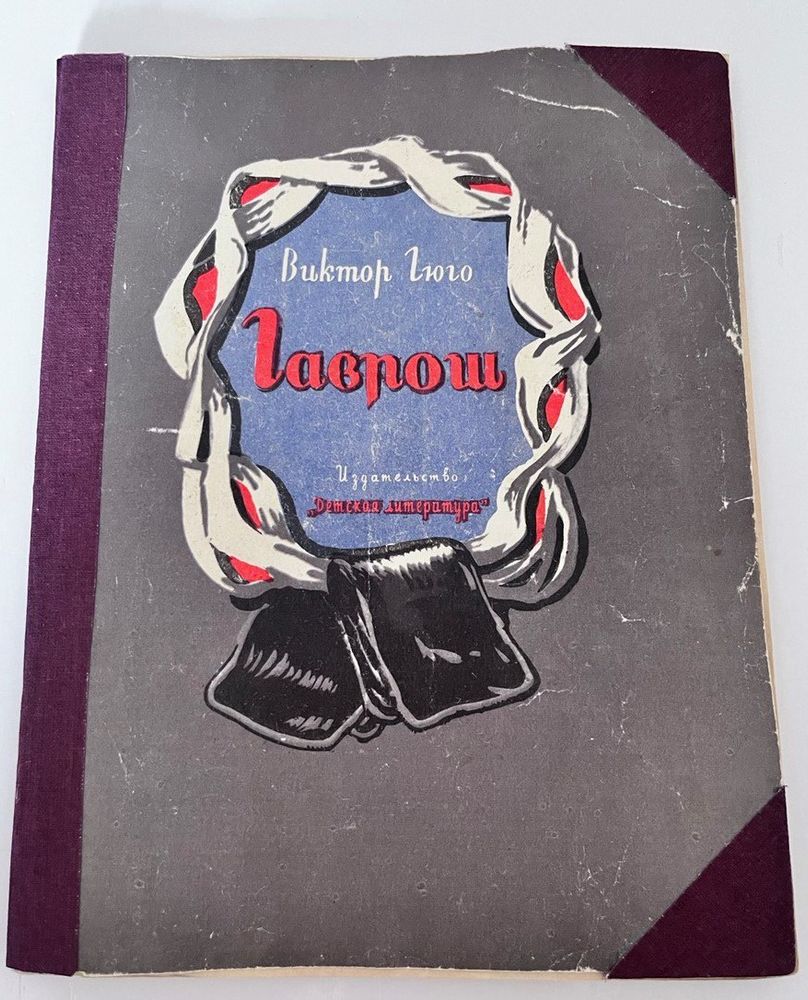 Виктор Гюго
Гаврош
Издательство
„Детская литература"